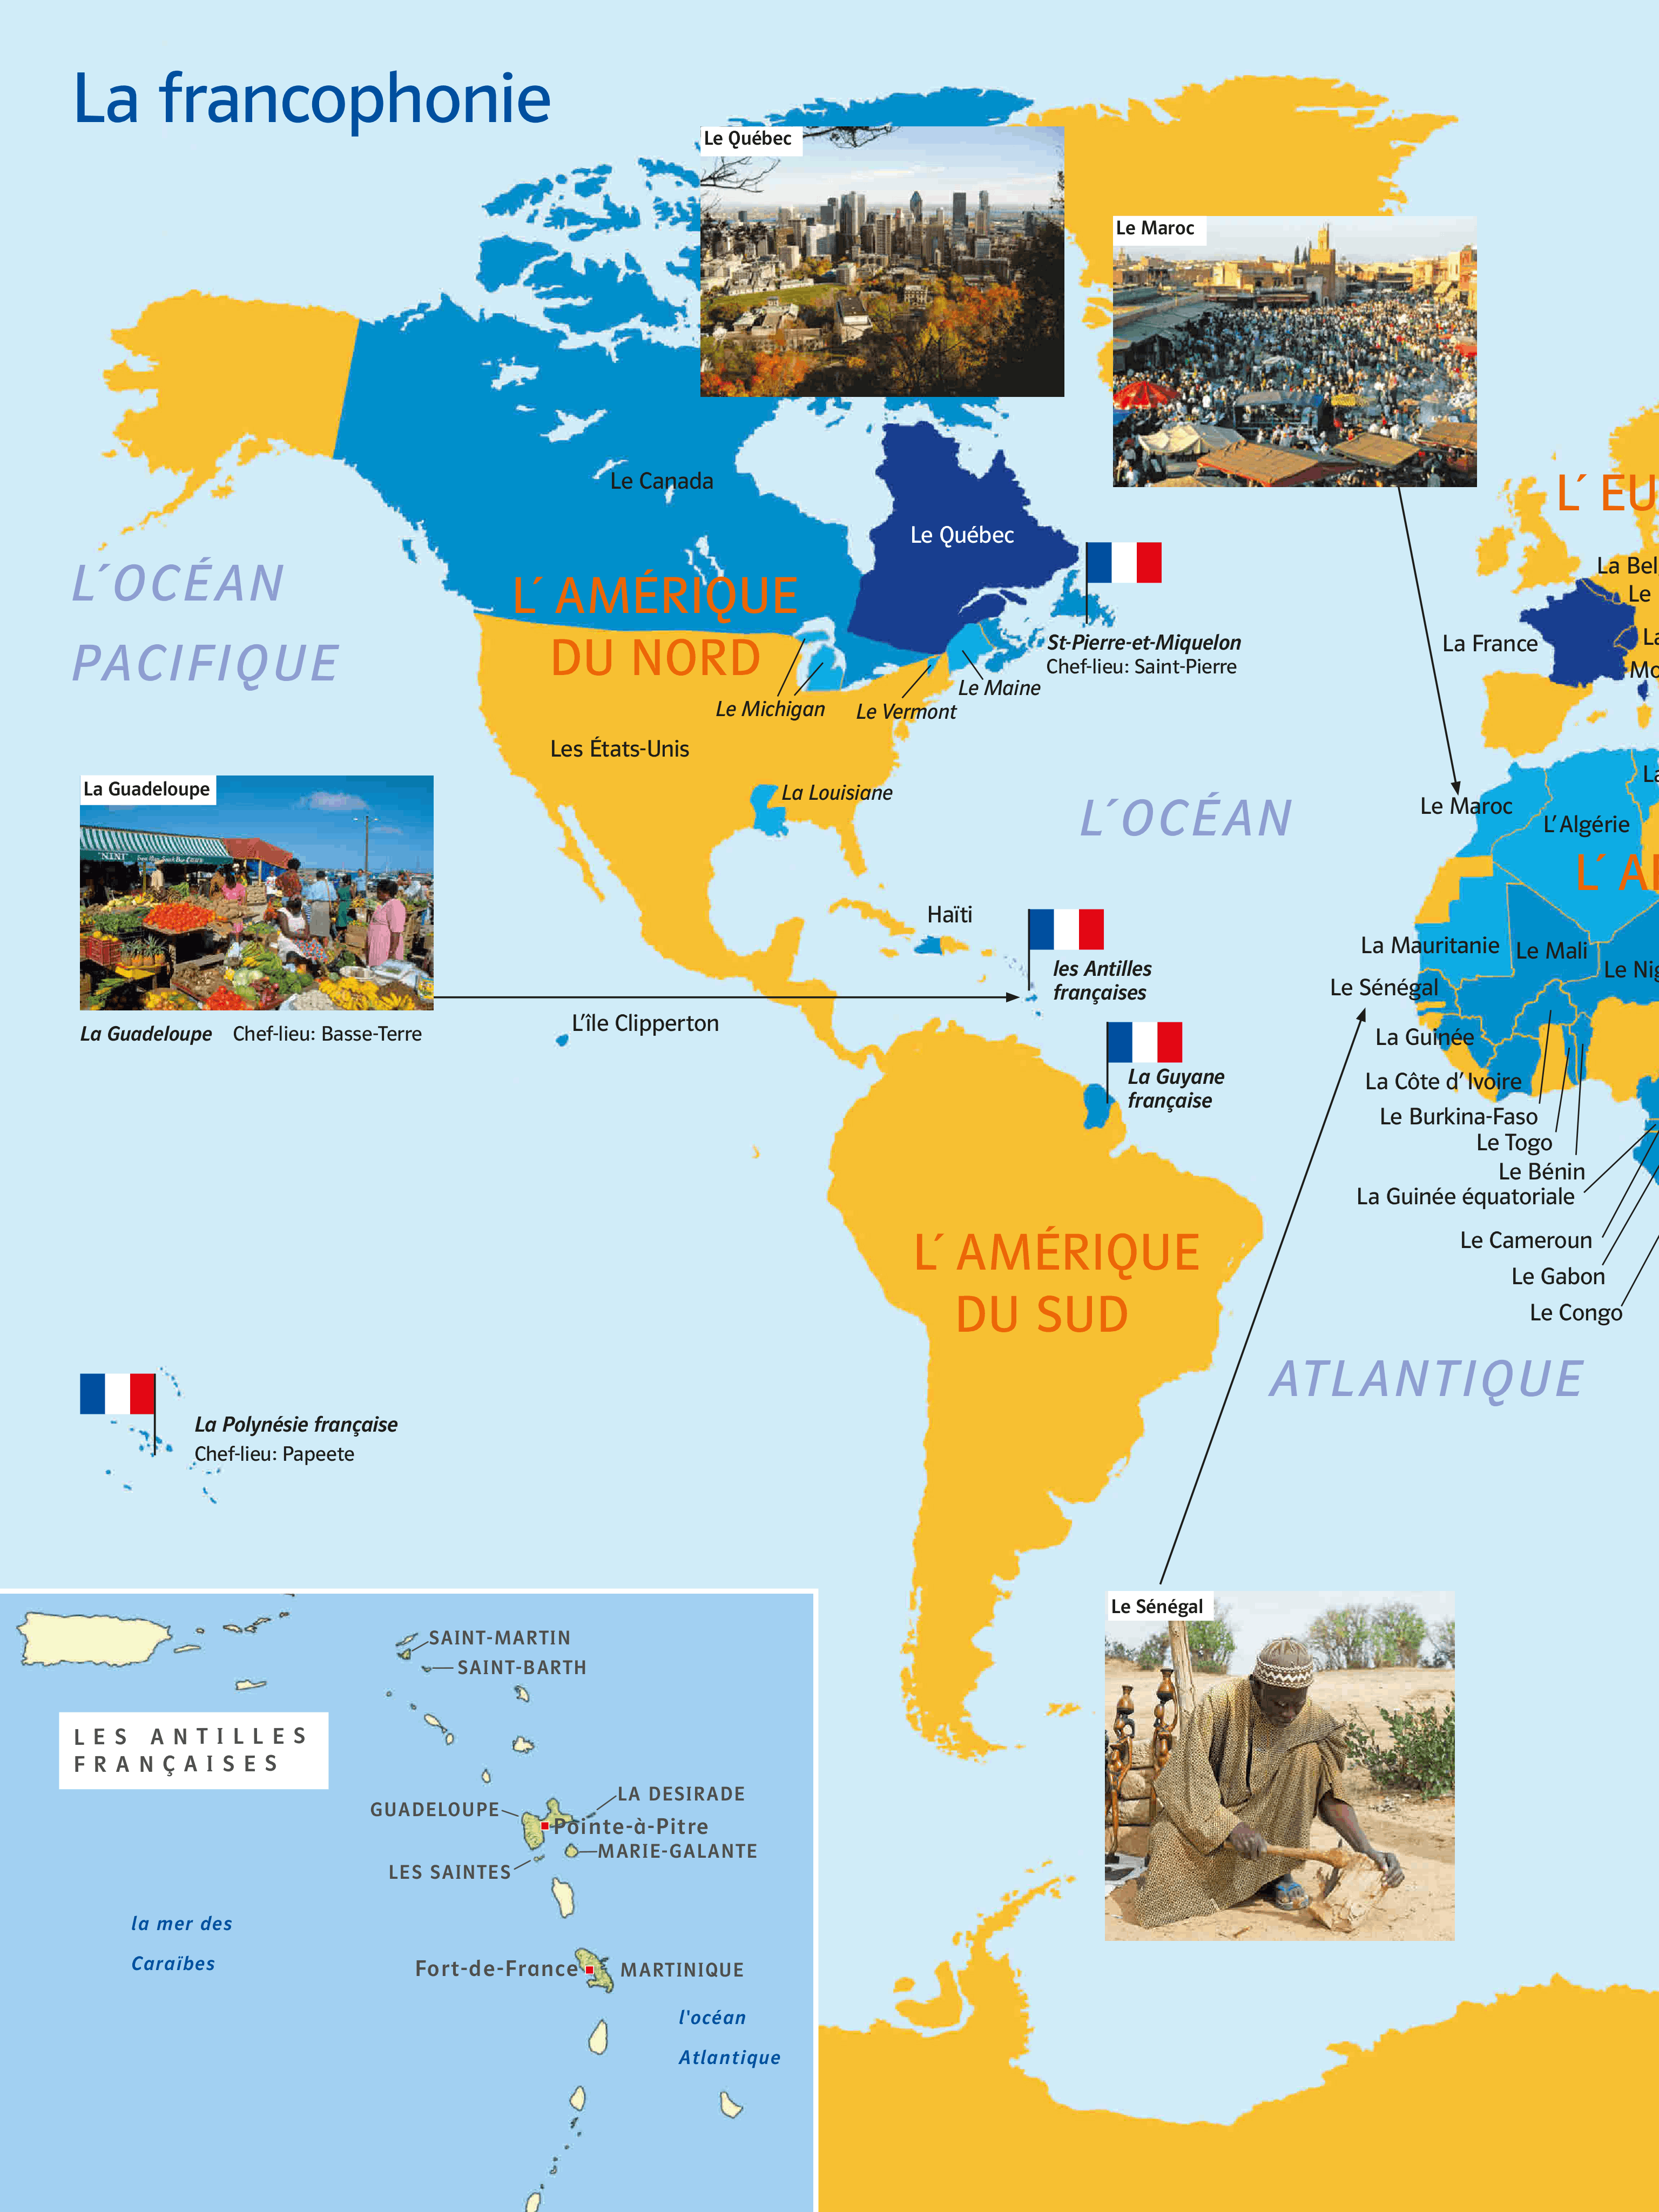 La francophonie
Le Québec
Le Maroc
Le Canada
Le Québec
L´OCÉAN
PACIFIQUE
L´ AMÉRIQUE
DU NORD
St-Pierre-et-Miquelon
Chef-lieu: Saint-Pierre
Le Maine
Le Michigan
Le Vermont
Les États-Unis
La Louisiane
L´ EU
La Bel
Le
La France
La
Mo
La Guadeloupe
"NINI"
La Guadeloupe Chef-lieu: Basse-Terre
L´OCÉAN
Le Maroc
La
L'Algérie
L´ AF
Haïti
les Antilles
françaises
L'île Clipperton
La Guyane
française
La Mauritanie
Le Mali
Le Nig
Le Sénégal
La Guinée
La Côte d'Ivoire
Le Burkina-Faso
Le Togo
Le Bénin
La Guinée équatoriale
Le Cameroun
Le Gabon
Le Congo
L´ AMÉRIQUE
DU SUD
ATLANTIQUE
La Polynésie française
Chef-lieu: Papeete
Le Sénégal
SAINT-MARTIN
SAINT-BARTH
LES ANTILLES
FRANÇAISES
LA DESIRADE
GUADELOUPE
Pointe-à-Pitre
MARIE-GALANTE
LES SAINTES
la mer des
Caraïbes
Fort-de-France
MARTINIQUE
l'océan
Atlantique